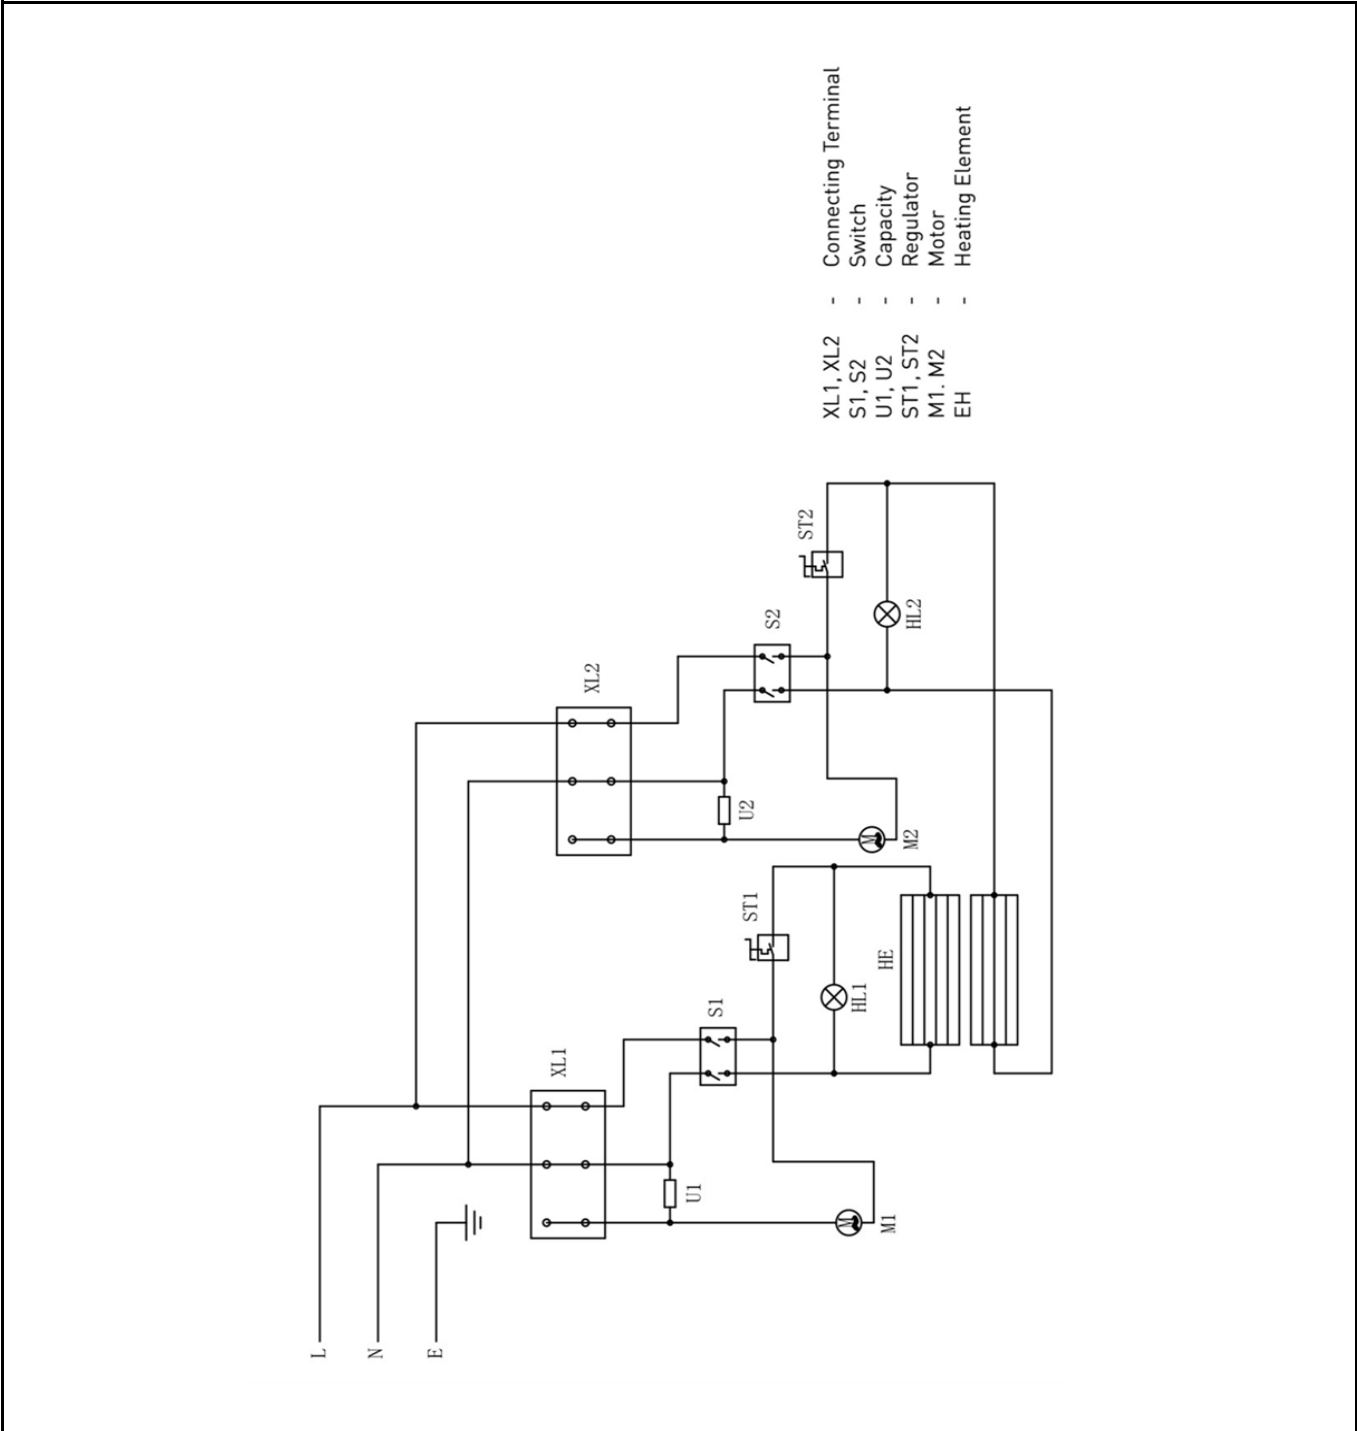 L
N
E
XL1
U1
S1
ST1
HL1
M1
HE
XL2
U2
S2
ST2
HL2
M2
M
M
XL1, XL2 - Connecting Terminal
S1, S2 - Switch
U1, U2 - Capacity
ST1, ST2 - Regulator
M1. M2 - Motor
EH - Heating Element